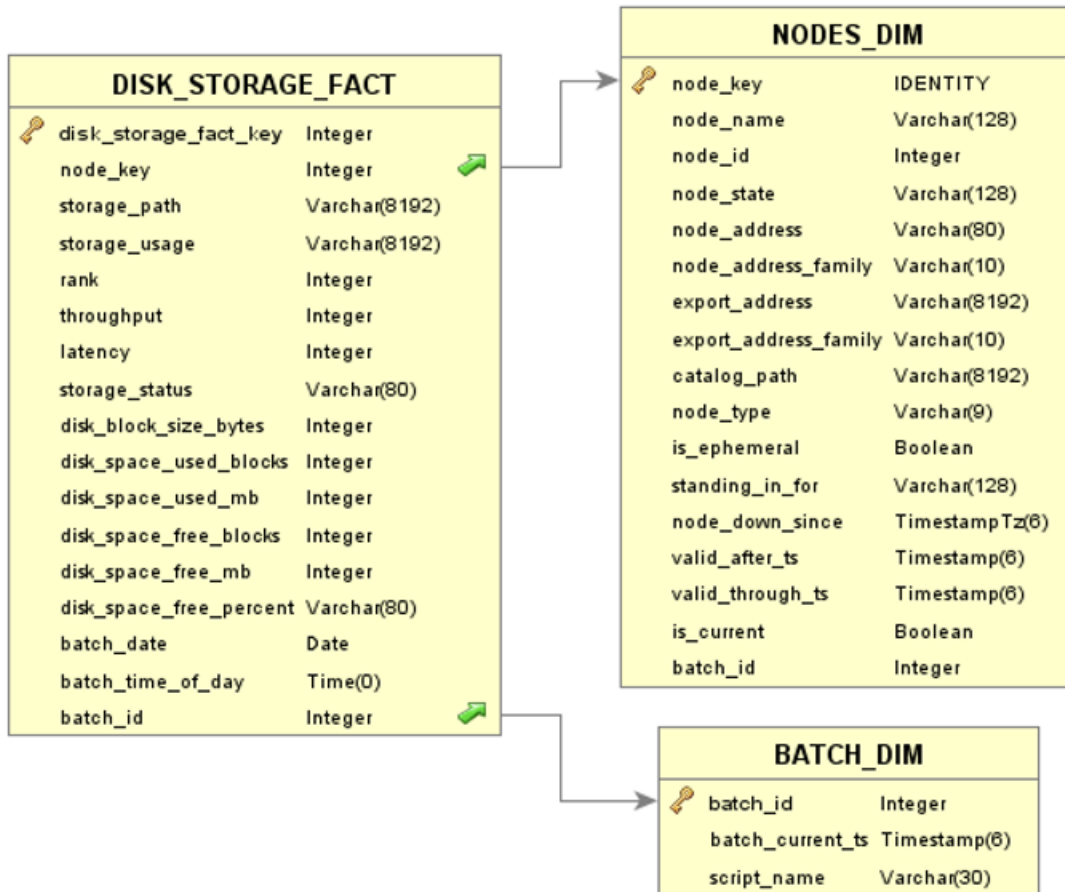 DISK_STORAGE_FACT
disk_storage_fact_key Integer
node_key Integer
storage_path Varchar(8192)
storage_usage Varchar(8192)
rank Integer
throughput Integer
latency Integer
storage_status Varchar(80)
disk_block_size_bytes Integer
disk_space_used_blocks Integer
disk_space_used_mb Integer
disk_space_free_blocks Integer
disk_space_free_mb Integer
disk_space_free_percent Varchar(80)
batch_date Date
batch_time_of_day Time(0)
batch_id Integer
NODES_DIM
node_key IDENTITY
node_name Varchar(128)
node_id Integer
node_state Varchar(128)
node_address Varchar(80)
node_address_family Varchar(10)
export_address Varchar(8192)
export_address_family Varchar(10)
catalog_path Varchar(8192)
node_type Varchar(9)
is_ephemeral Boolean
standing_in_for Varchar(128)
node_down_since TimestampTz(6)
valid_after_ts Timestamp(6)
valid_through_ts Timestamp(6)
is_current Boolean
batch_id Integer
BATCH_DIM
batch_id Integer
batch_current_ts Timestamp(6)
script_name Varchar(30)